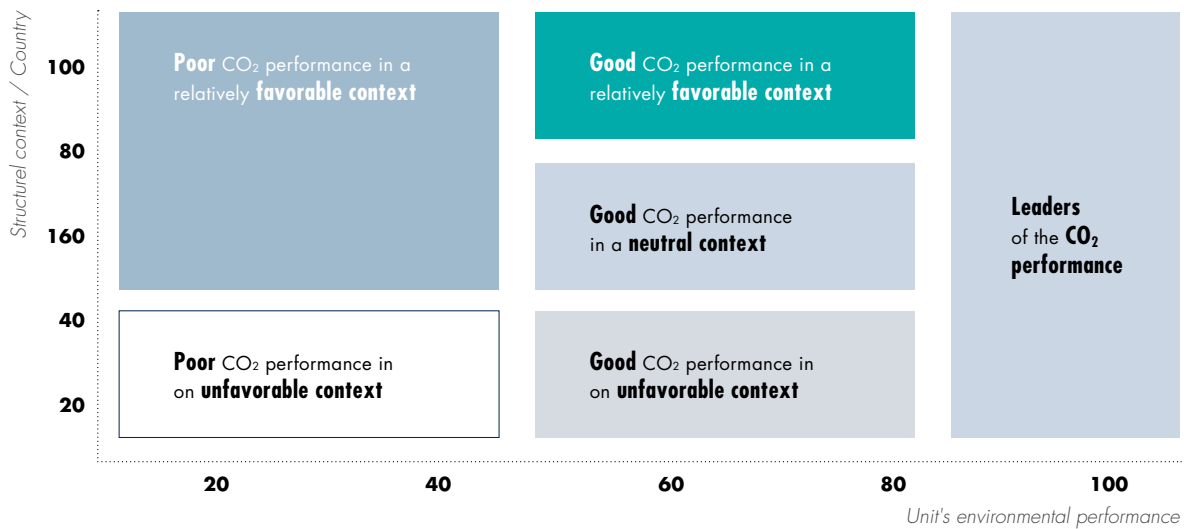 Structurel context / Country
100
80
160
40
20
Poor CO₂ performance in a
relatively favorable context
Good CO₂ performance in a
relatively favorable context
Good CO₂ performance
in a neutral context
Leaders
of the CO₂
performance
Poor CO₂ performance in
on unfavorable context
Good CO₂ performance in
on unfavorable context
20 40 60 80 100
Unit's environmental performance